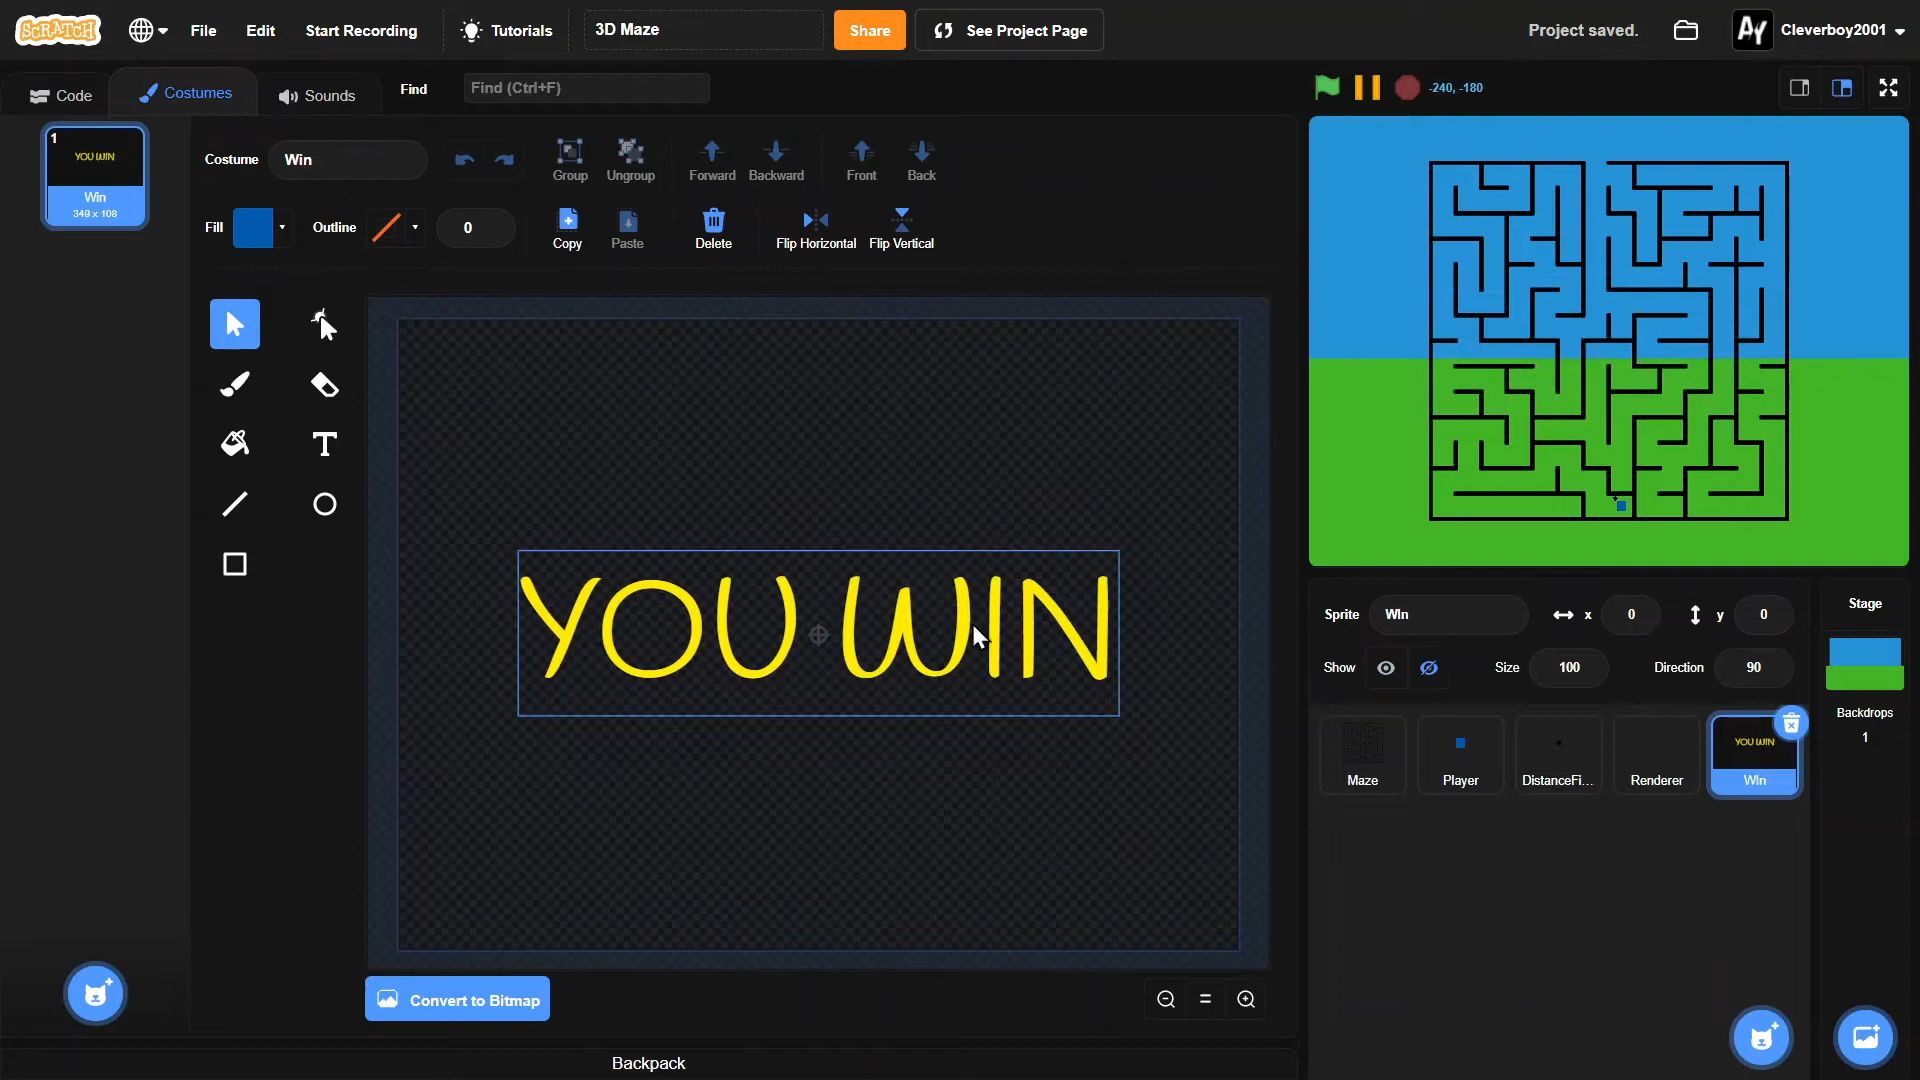 SCRATCH
File
Edit
Start Recording
Tutorials
3D Maze
Share
See Project Page
Project saved.
Ay
Cleverboy2001
Code
Costumes
Sounds
Find
Find (Ctrl+F)
-240, -180
1
YOU WIN
Win
349 x 108
Costume
Win
Group
Ungroup
Forward
Backward
Front
Back
Fill
Outline
0
Copy
Paste
Delete
Flip Horizontal
Flip Vertical
T
YOU WIN
Sprite
WIn
x
0
y
0
Show
Size
100
Direction
90
Stage
Backdrops
1
Maze
Player
DistanceFi...
Renderer
YOU WIN
WIn
Convert to Bitmap
Backpack